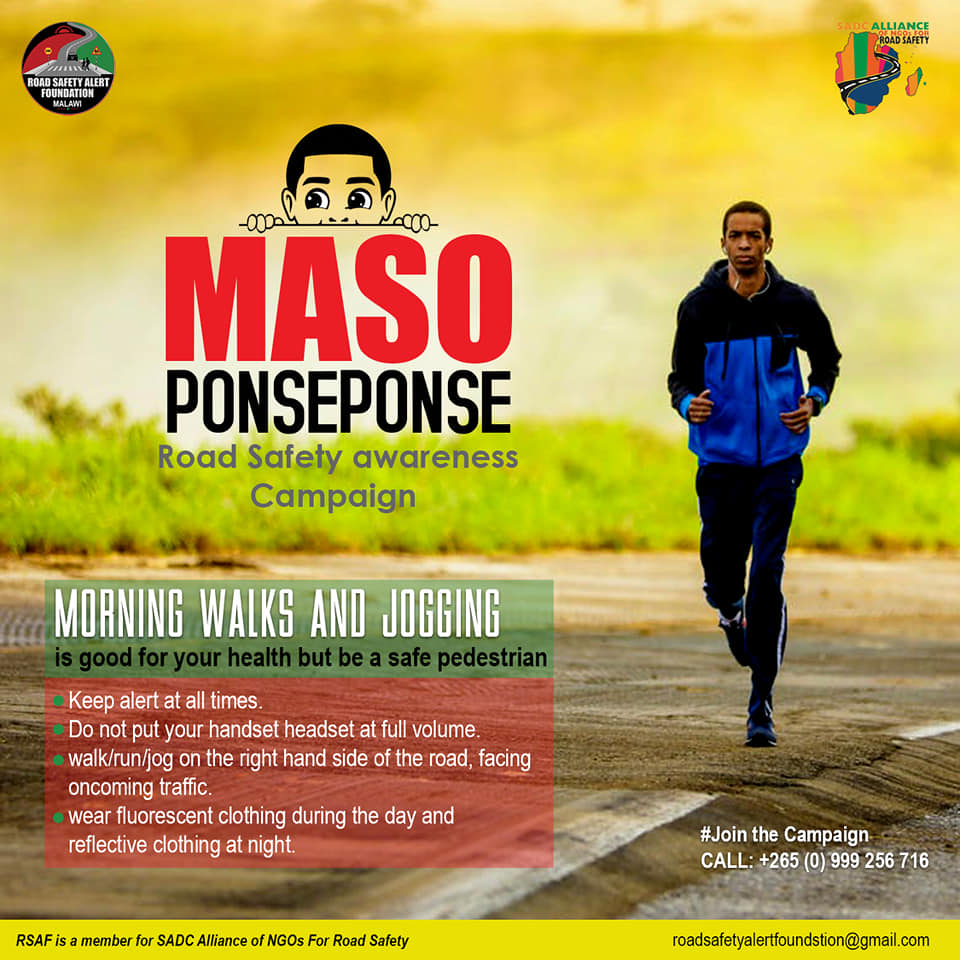 ROAD SAFETY ALERT
FOUNDATION
MALAWI
SADC ALLIANCE
OF NGOs FOR
ROAD SAFETY
MASO
PONSEPONSE
Road Safety awareness
Campaign
MORNING WALKS AND JOGGING
is good for your health but be a safe pedestrian
Keep alert at all times.
Do not put your handset headset at full volume.
walk/run/jog on the right hand side of the road, facing
oncoming traffic.
wear fluorescent clothing during the day and
reflective clothing at night.
#Join the Campaign
CALL: +265 (0) 999 256 716
RSAF is a member for SADC Alliance of NGOs For Road Safety
roadsafetyalertfoundstion@gmail.com